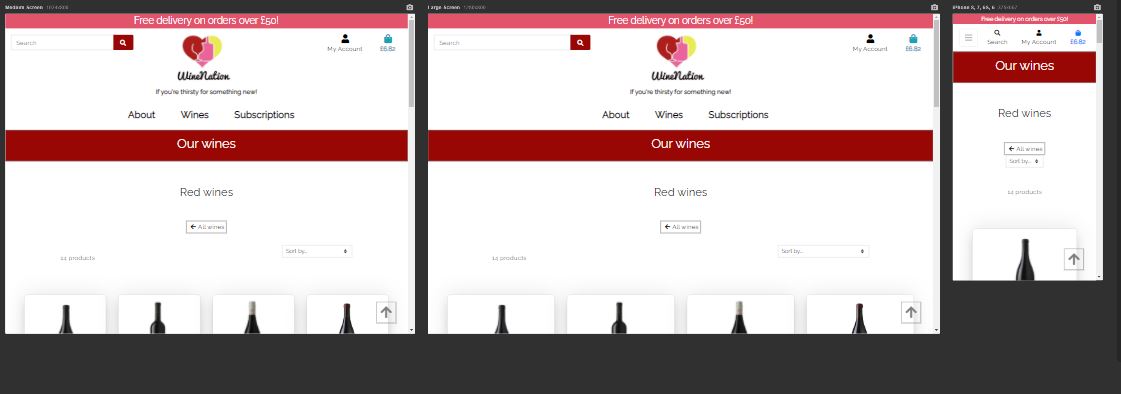 Medium Screen 1024x800
Free delivery on orders over £50!
Search
My Account
£6.82
WineNation
If you're thirsty for something new!
About Wines Subscriptions
Our wines
Red wines
All wines
14 products
Sort by...
Large Screen 1280x800
Free delivery on orders over £50!
Search
My Account
£6.82
WineNation
If you're thirsty for something new!
About Wines Subscriptions
Our wines
Red wines
All wines
14 products
Sort by...
iPhone 8, 7, 6S, 6 375x667
Free delivery on orders over £50!
Search
My Account
£6.82
Our wines
Red wines
All wines
Sort by...
14 products